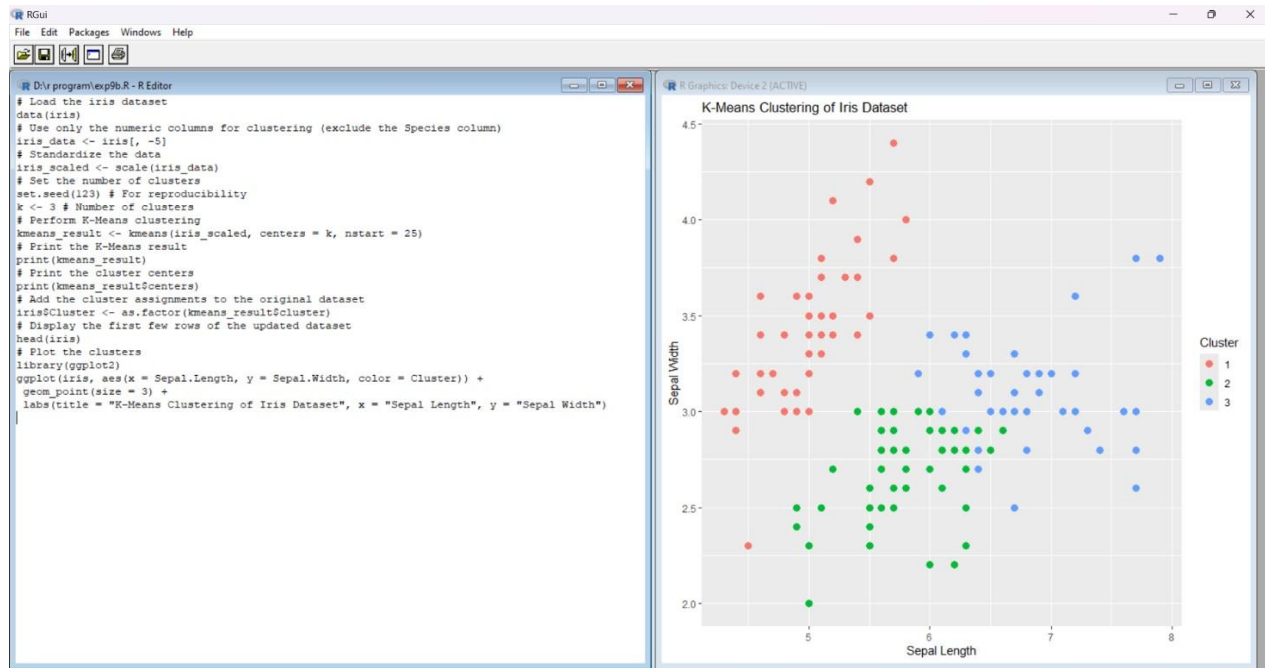 RGui
File Edit Packages Windows Help
D:\r program\exp9b.R - R Editor
# Load the iris dataset
data(iris)
# Use only the numeric columns for clustering (exclude the Species column)
iris_data <- iris[, -5]
# Standardize the data
iris_scaled <- scale(iris_data)
# Set the number of clusters
set.seed(123) # For reproducibility
k <- 3 # Number of clusters
# Perform K-Means clustering
kmeans_result <- kmeans(iris_scaled, centers = k, nstart = 25)
# Print the K-Means result
print(kmeans_result)
# Print the cluster centers
print(kmeans_result$centers)
# Add the cluster assignments to the original dataset
iris$Cluster <- as.factor(kmeans_result$cluster)
# Display the first few rows of the updated dataset
head(iris)
# Plot the clusters
library(ggplot2)
ggplot(iris, aes(x = Sepal.Length, y = Sepal.Width, color = Cluster)) +
 geom_point(size = 3) +
 labs(title = "K-Means Clustering of Iris Dataset", x = "Sepal Length", y = "Sepal Width")
R Graphics: Device 2 (ACTIVE)
K-Means Clustering of Iris Dataset
4.5
4.0
3.5
3.0
2.5
2.0
Sepal Width
5 6 7 8
Sepal Length
Cluster
1
2
3